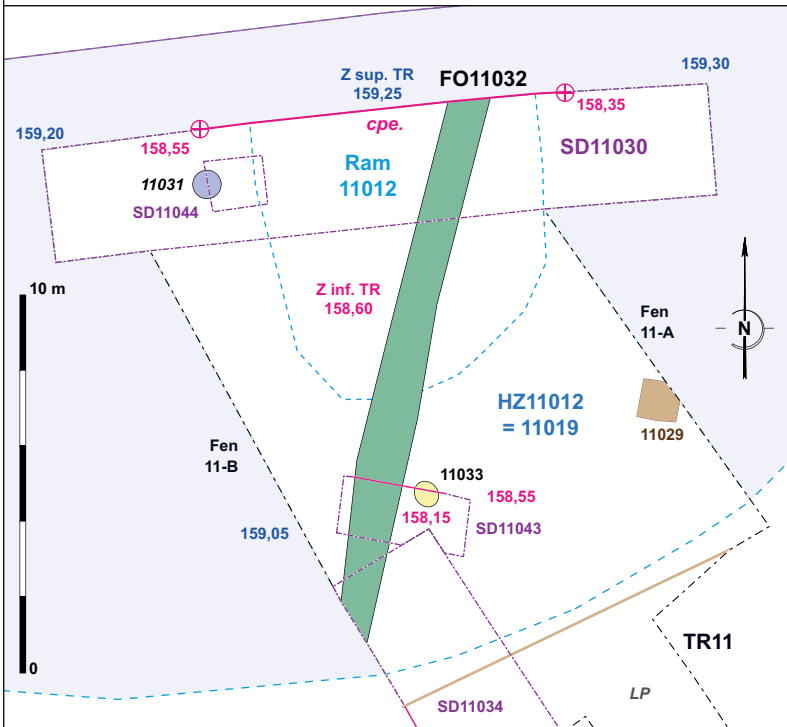 Z sup. TR
159,25
FO11032
159,30
158,35
cpe.
159,20
158,55
SD11030
Ram
11012
11031
SD11044
Z inf. TR
158,60
10 m
Fen
11-A
N
HZ11012
= 11019
11029
Fen
11-B
11033
158,55
158,15
SD11043
159,05
TR11
0
LP
SD11034